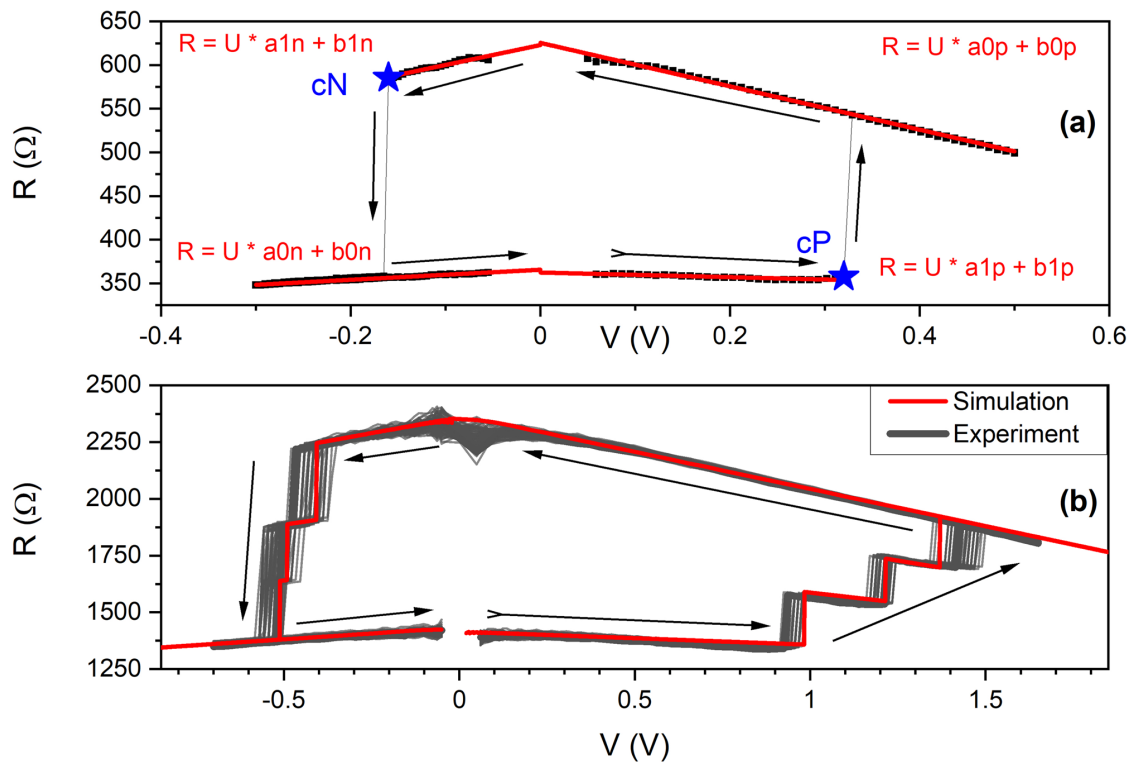 650
600
550
500
450
400
350
R (Ω)
R = U * a1n + b1n
R = U * a0p + b0p
cN
(a)
R = U * a0n + b0n
cP
R = U * a1p + b1p
-0.4
-0.2
0
0.2
0.4
0.6
V (V)
2500
2250
2000
1750
1500
1250
R (Ω)
Simulation
Experiment
(b)
-0.5
0
0.5
1
1.5
V (V)